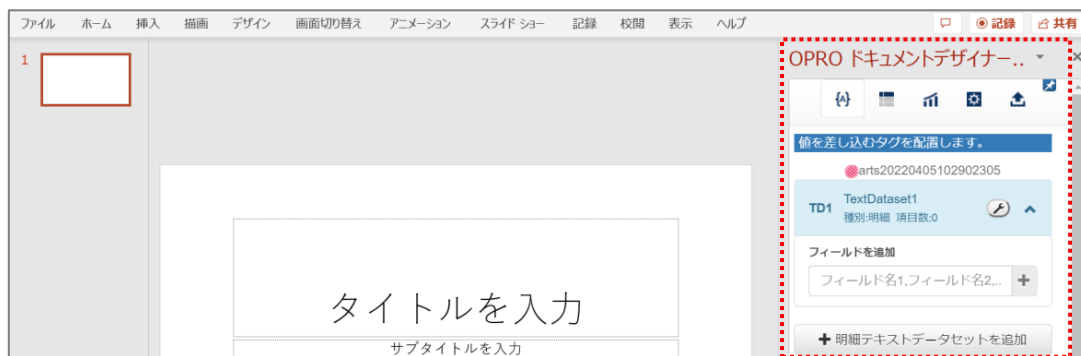 ファイル ホーム 挿入 描画 デザイン 画面切り替え アニメーション スライド ショー 記録 校閲 表示 ヘルプ 記録 共有
1
OPRO ドキュメントデザイナー..
{A}
値を差し込むタグを配置します。
arts20220405102902305
TD1 TextDataset1
種別:明細 項目数:0
フィールドを追加
フィールド名1,フィールド名2,..
タイトルを入力
+ 明細テキストデータセットを追加
サブタイトルを入力